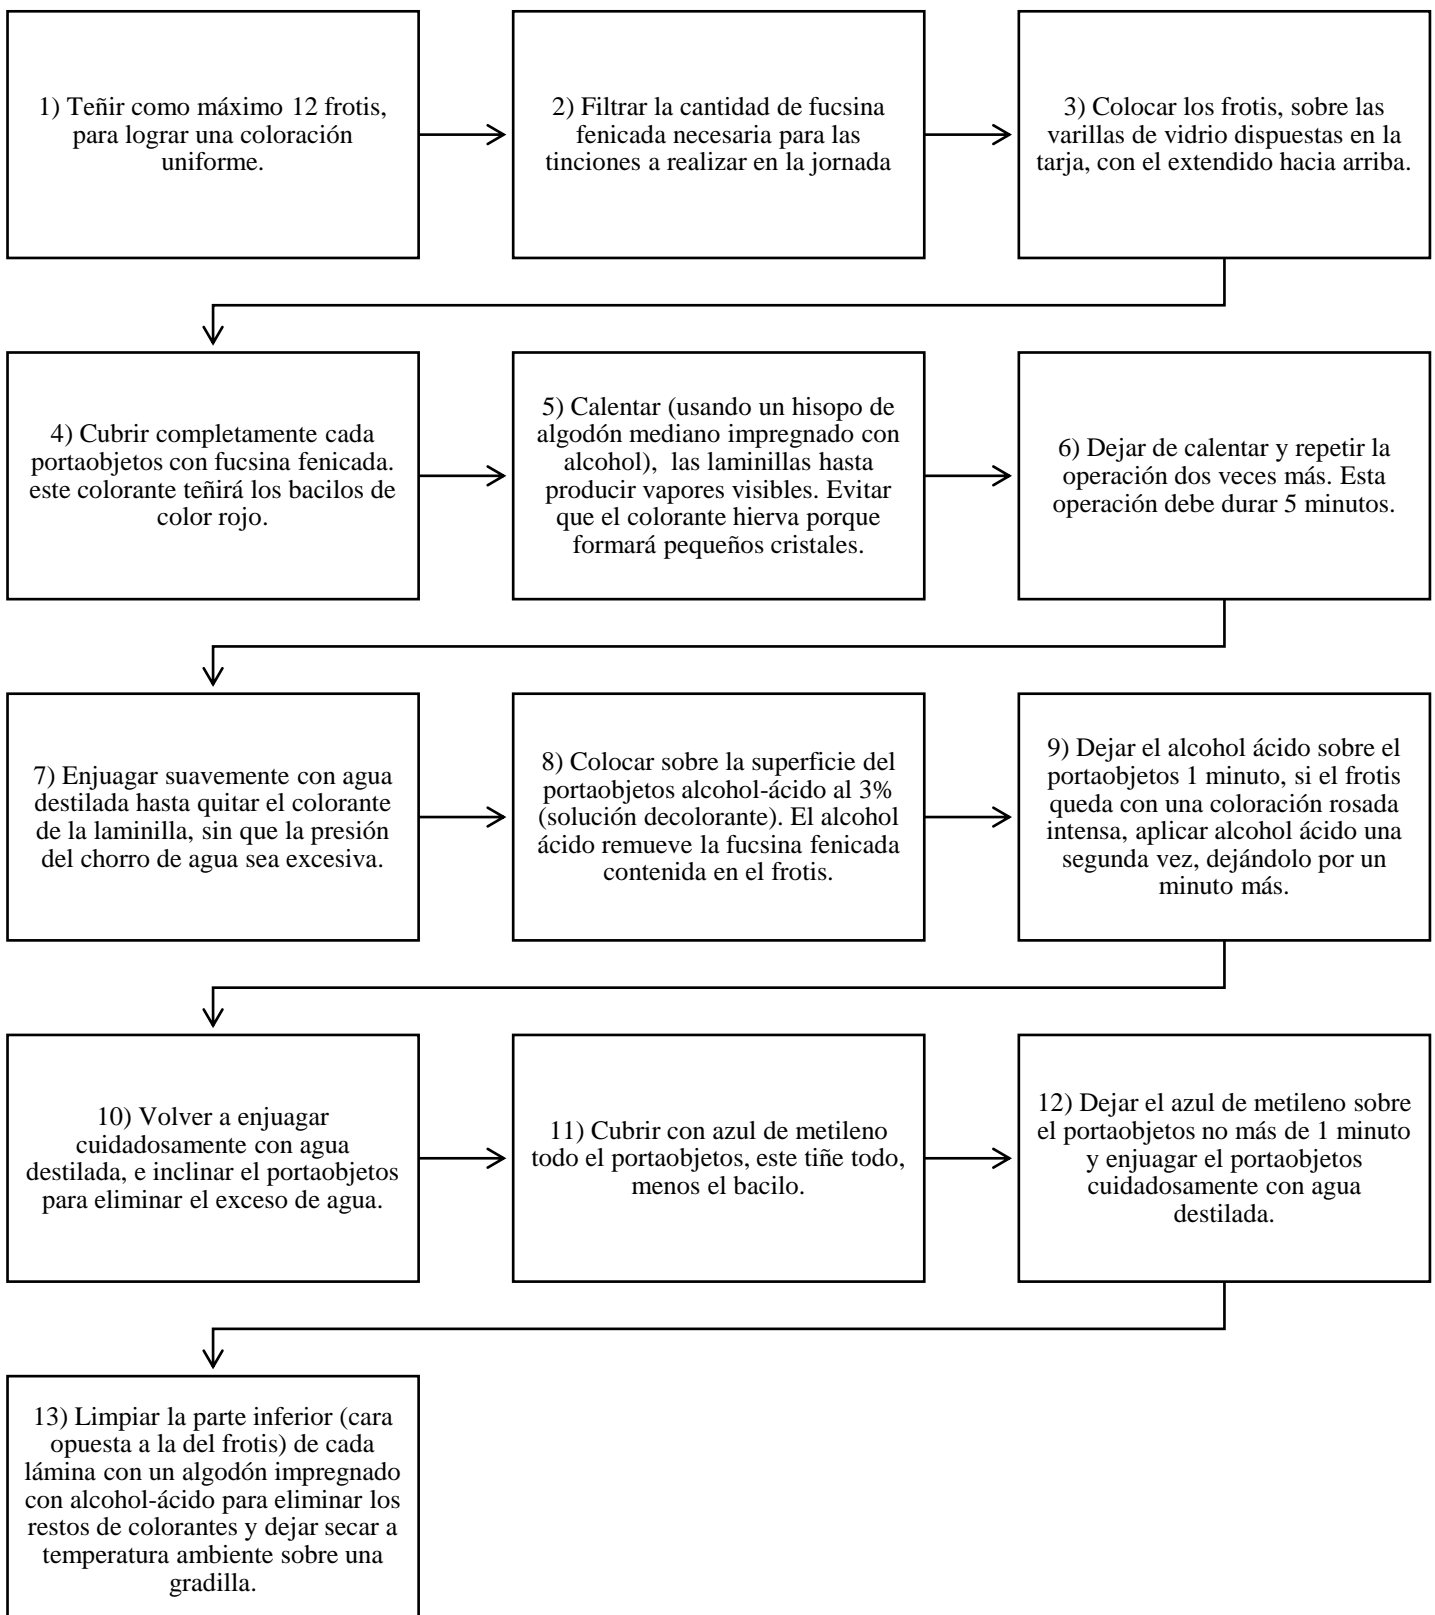 1) Teñir como máximo 12 frotis,
para lograr una coloración
uniforme.
2) Filtrar la cantidad de fucsina
fenicada necesaria para las
tinciones a realizar en la jornada
3) Colocar los frotis, sobre las
varillas de vidrio dispuestas en la
tarja, con el extendido hacia arriba.
4) Cubrir completamente cada
portaobjetos con fucsina fenicada.
este colorante teñirá los bacilos de
color rojo.
5) Calentar (usando un hisopo de
algodón mediano impregnado con
alcohol), las laminillas hasta
producir vapores visibles. Evitar
que el colorante hierva porque
formará pequeños cristales.
6) Dejar de calentar y repetir la
operación dos veces más. Esta
operación debe durar 5 minutos.
7) Enjuagar suavemente con agua
destilada hasta quitar el colorante
de la laminilla, sin que la presión
del chorro de agua sea excesiva.
8) Colocar sobre la superficie del
portaobjetos alcohol-ácido al 3%
(solución decolorante). El alcohol
ácido remueve la fucsina fenicada
contenida en el frotis.
9) Dejar el alcohol ácido sobre el
portaobjetos 1 minuto, si el frotis
queda con una coloración rosada
intensa, aplicar alcohol ácido una
segunda vez, dejándolo por un
minuto más.
10) Volver a enjuagar
cuidadosamente con agua
destilada, e inclinar el portaobjetos
para eliminar el exceso de agua.
11) Cubrir con azul de metileno
todo el portaobjetos, este tiñe todo,
menos el bacilo.
12) Dejar el azul de metileno sobre
el portaobjetos no más de 1 minuto
y enjuagar el portaobjetos
cuidadosamente con agua
destilada.
13) Limpiar la parte inferior (cara
opuesta a la del frotis) de cada
lámina con un algodón impregnado
con alcohol-ácido para eliminar los
restos de colorantes y dejar secar a
temperatura ambiente sobre una
gradilla.